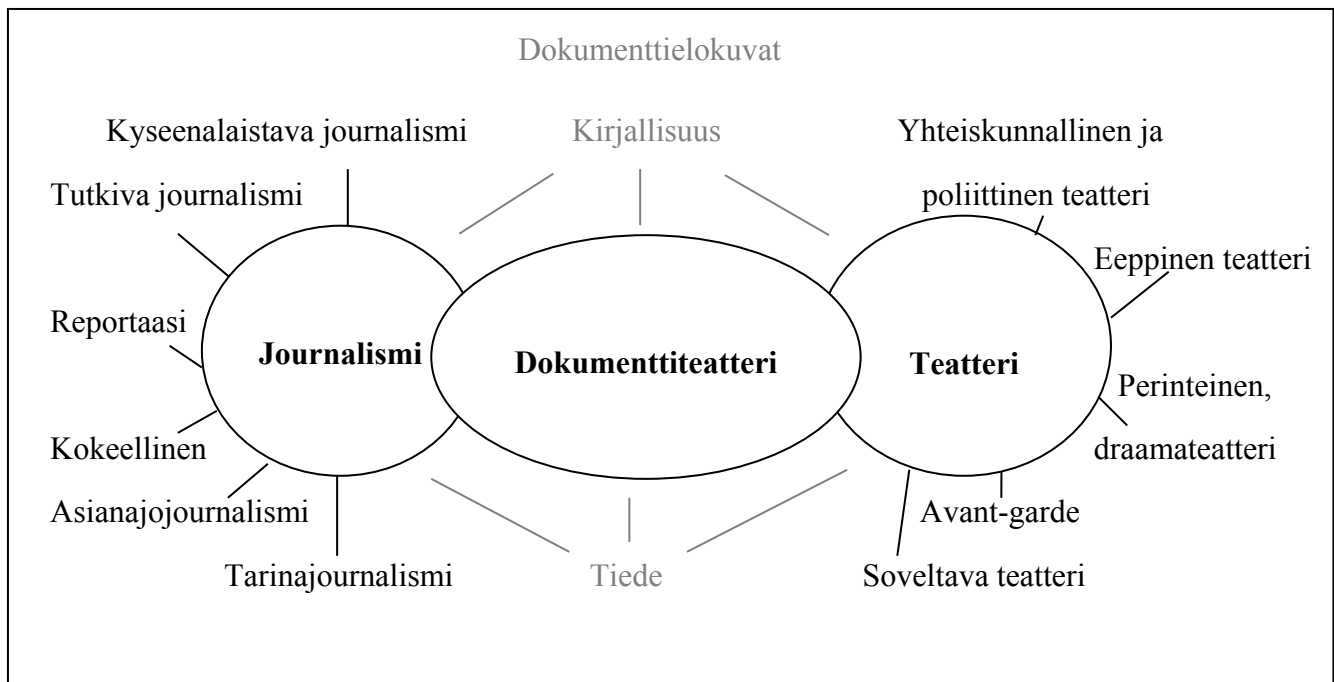 Dokumenttielokuvat
Kyseenalaistava journalismi
Kirjallisuus
Yhteiskunnallinen ja
poliittinen teatteri
Tutkiva journalismi
Eeppinen teatteri
Reportaasi
Journalismi
Dokumenttiteatteri
Teatteri
Perinteinen,
draamateatteri
Kokeellinen
Asianajojournalismi
Avant-garde
Tarinajournalismi
Tiede
Soveltava teatteri